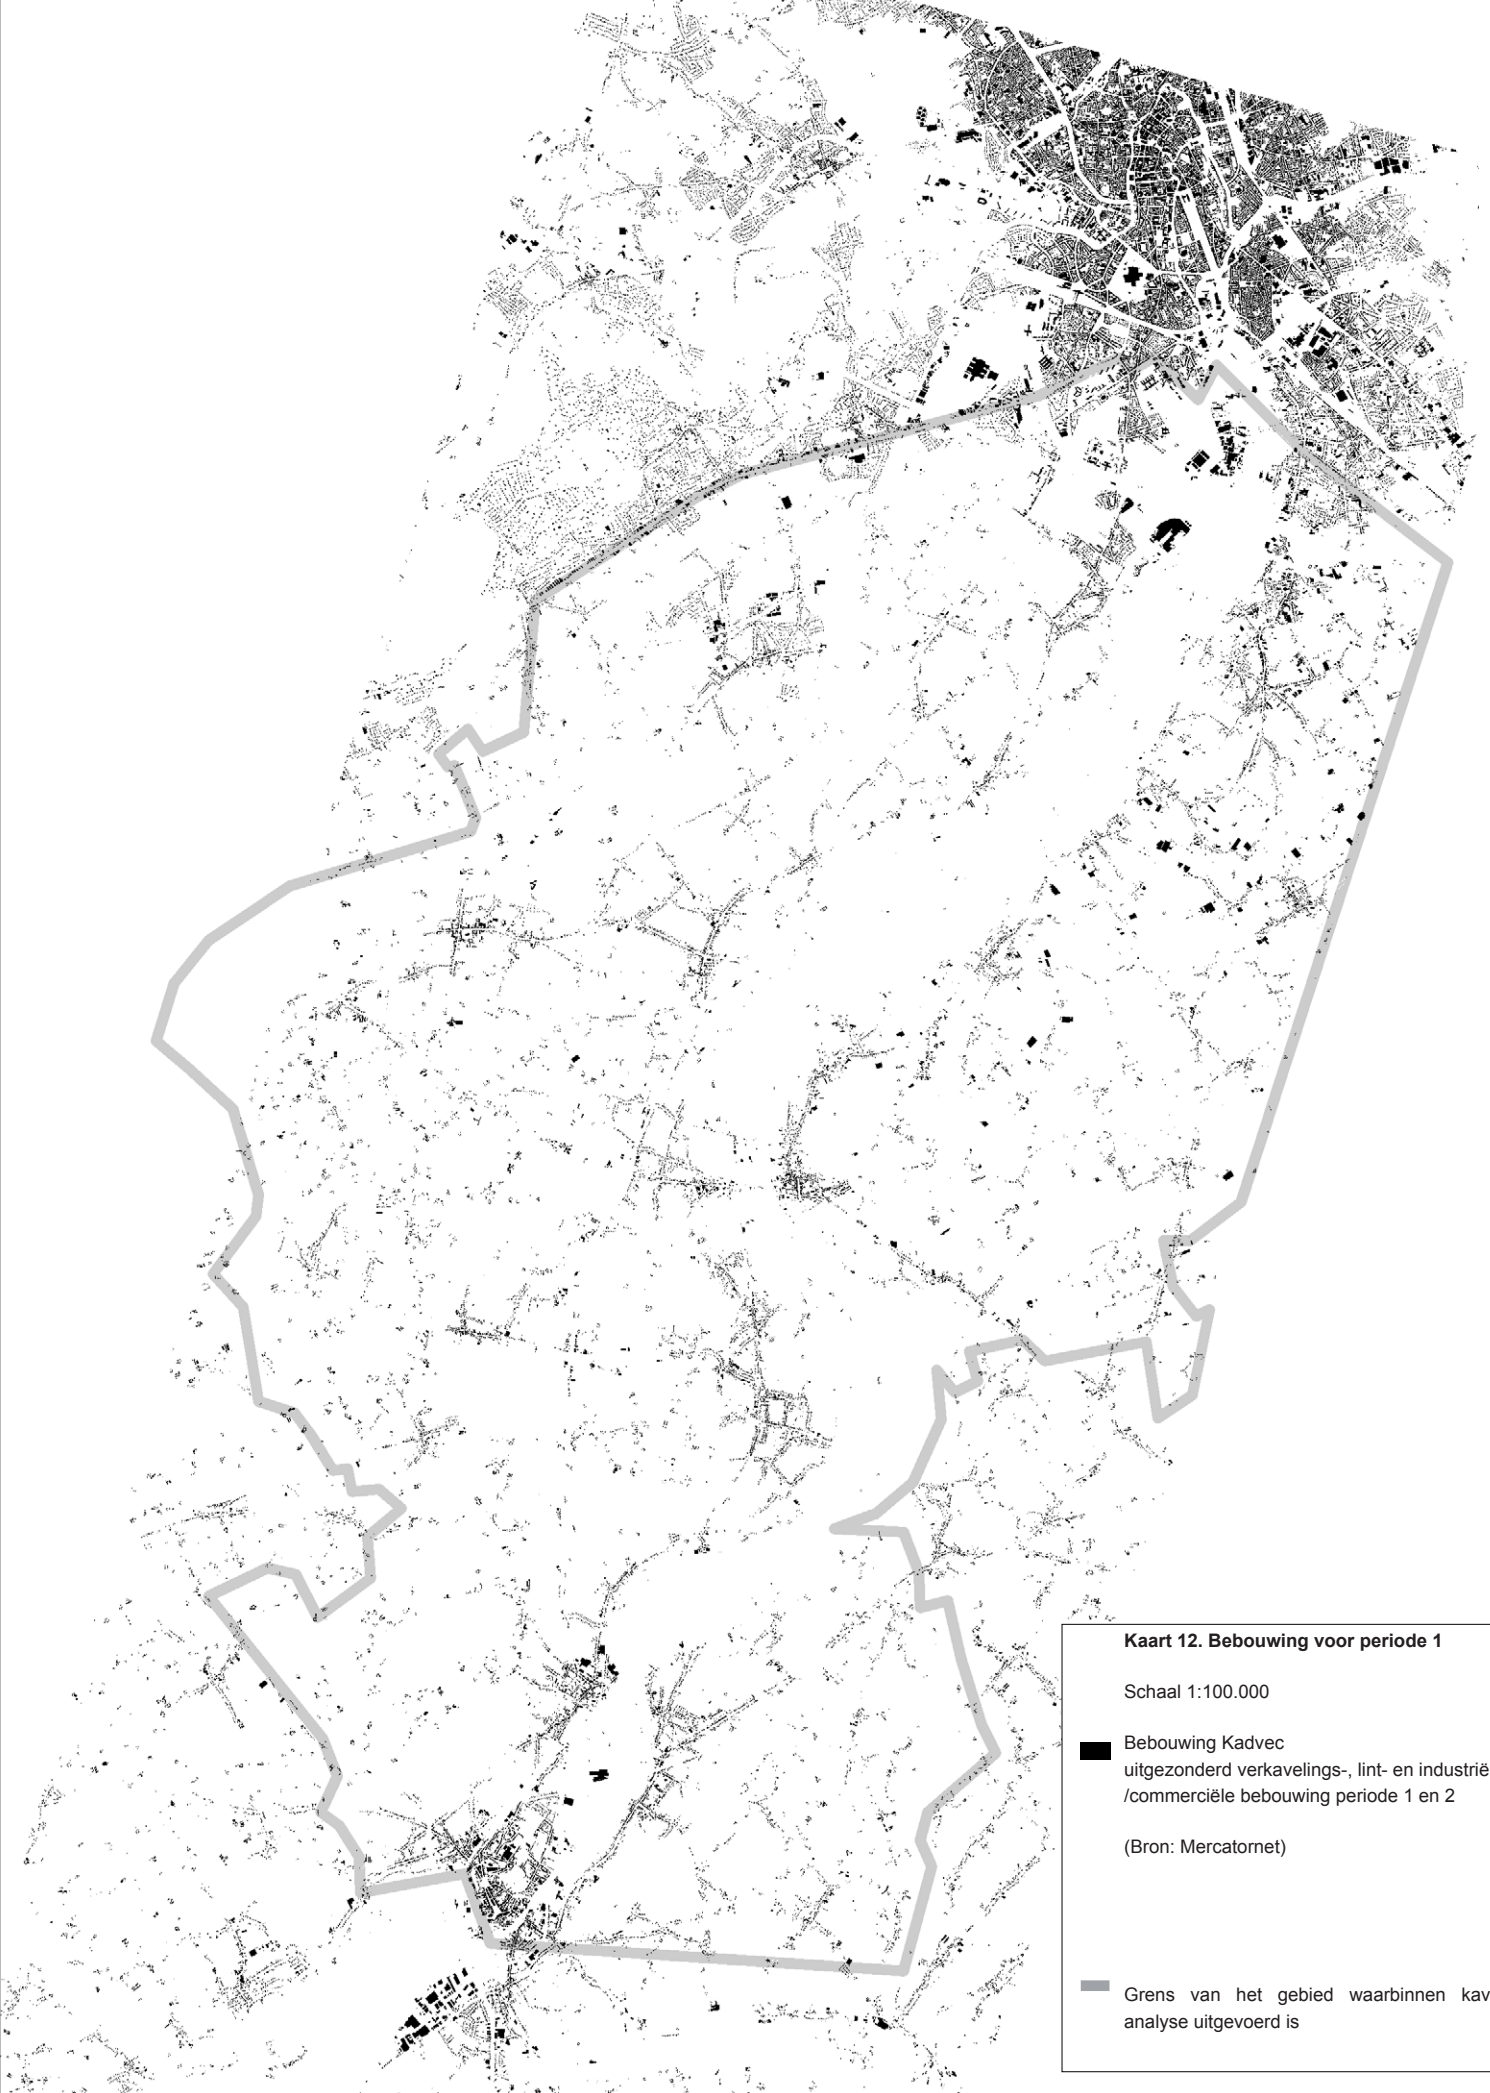 Kaart 12. Bebouwing voor periode 1
Schaal 1:100.000
Bebouwing Kadvec
uitgezonderd verkavelings-, lint- en industrië
/commerciële bebouwing periode 1 en 2
(Bron: Mercatornet)
Grens van het gebied waarbinnen kav
analyse uitgevoerd is